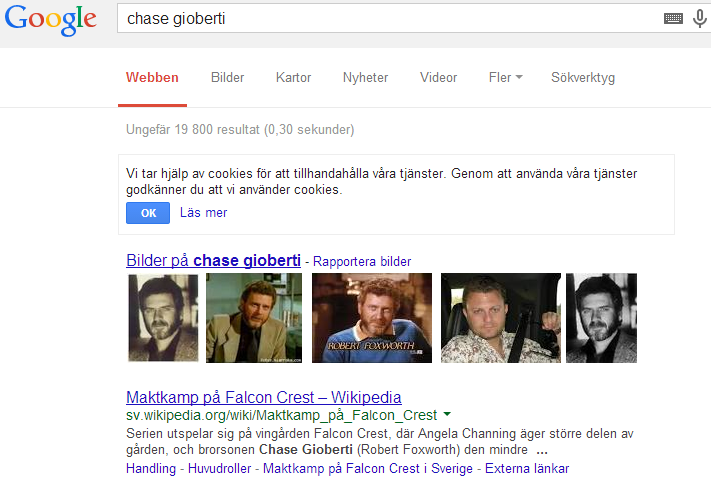 Google
chase gioberti
Webben Bilder Kartor Nyheter Videor Fler Sökverktyg
Ungefär 19 800 resultat (0,30 sekunder)
Vi tar hjälp av cookies för att tillhandahålla våra tjänster. Genom att använda våra tjänster
godkänner du att vi använder cookies.
OK Läs mer
Bilder på chase gioberti - Rapportera bilder
ROBERT FOXWORTH
Maktkamp på Falcon Crest – Wikipedia
sv.wikipedia.org/wiki/Maktkamp_på_Falcon_Crest
Serien utspelar sig på vingården Falcon Crest, där Angela Channing äger större delen av
gården, och brorsonen Chase Gioberti (Robert Foxworth) den mindre ...
Handling - Huvudroller - Maktkamp på Falcon Crest i Sverige - Externa länkar